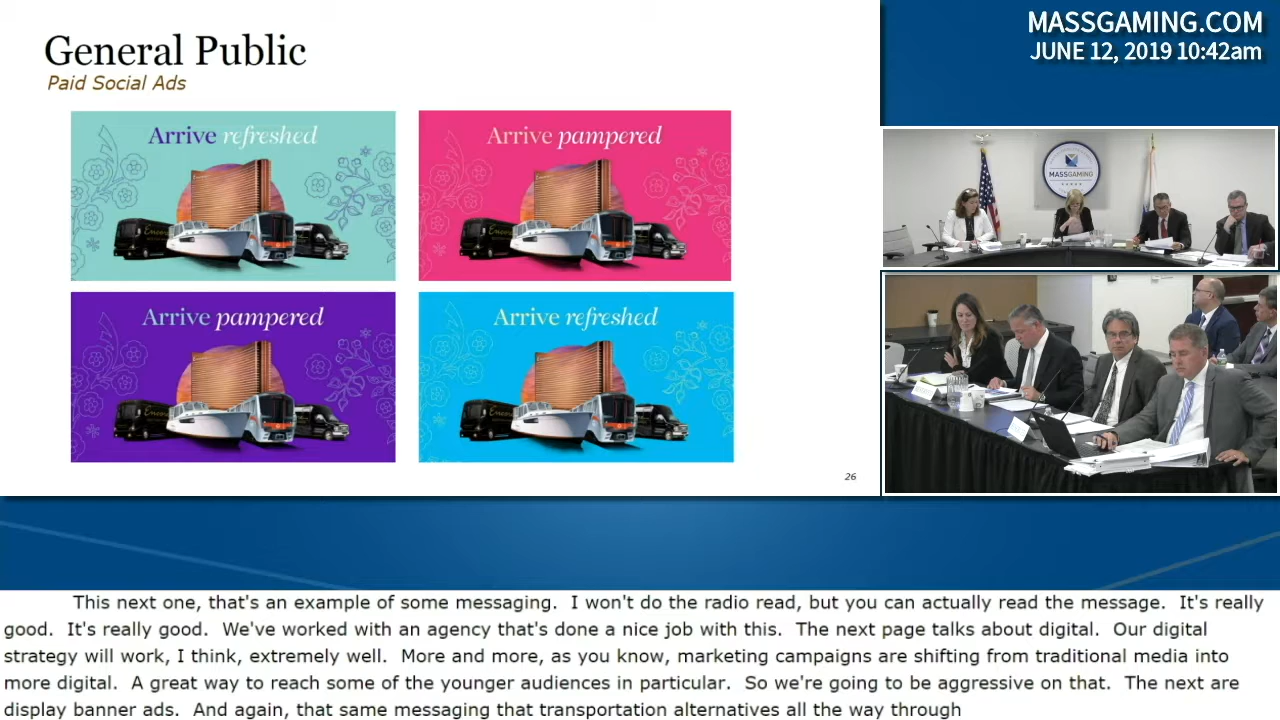 General Public
Paid Social Ads
Arrive refreshed
Arrive pampered
Arrive pampered
Arrive refreshed
26
MASSGAMING.COM
JUNE 12, 2019 10:42am
MASSGAMING
This next one, that's an example of some messaging.  I won't do the radio read, but you can actually read the message.  It's really
good.  It's really good.  We've worked with an agency that's done a nice job with this.  The next page talks about digital.  Our digital
strategy will work, I think, extremely well.  More and more, as you know, marketing campaigns are shifting from traditional media into
more digital.  A great way to reach some of the younger audiences in particular.  So we're going to be aggressive on that.  The next are
display banner ads.  And again, that same messaging that transportation alternatives all the way through